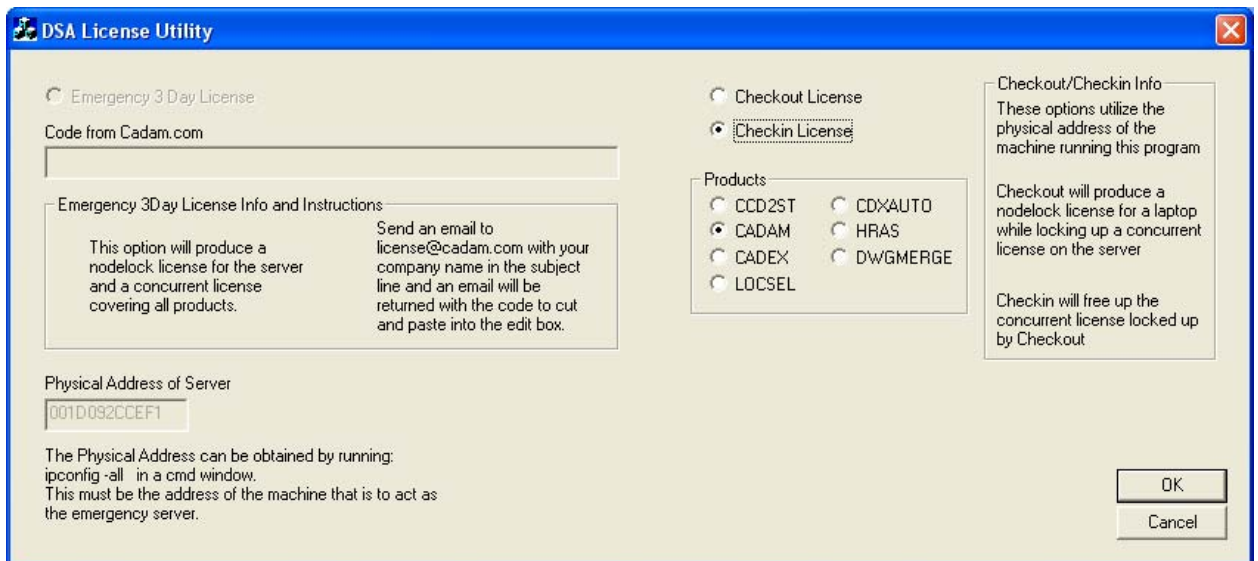 DSA License Utility
Emergency 3 Day License
Code from Cadam.com
Emergency 3Day License Info and Instructions
This option will produce a
nodelock license for the server
and a concurrent license
covering all products.
Send an email to
license@cadam.com with your
company name in the subject
line and an email will be
returned with the code to cut
and paste into the edit box.
Physical Address of Server
001D092CCEF1
The Physical Address can be obtained by running:
ipconfig -all in a cmd window.
This must be the address of the machine that is to act as
the emergency server.
Checkout License
Checkin License
Products
CCD2ST
CADAM
CADEX
LOCSEL
CDXAUTO
HRAS
DWGMERGE
Checkout/Checkin Info
These options utilize the
physical address of the
machine running this program
Checkout will produce a
nodelock license for a laptop
while locking up a concurrent
license on the server
Checkin will free up the
concurrent license locked up
by Checkout
OK
Cancel